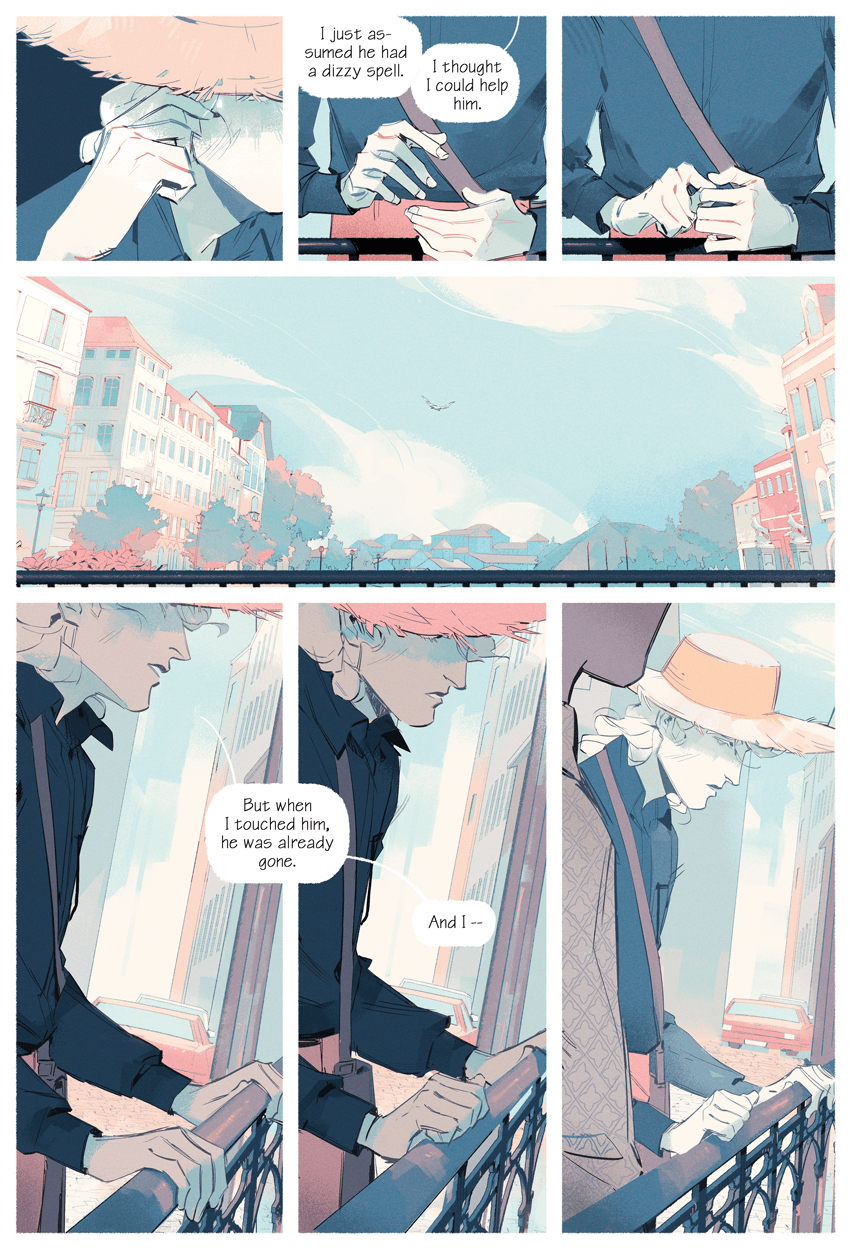 I just as-
sumed he had
a dizzy spell.
I thought
I could help
him.
But when
I touched him,
he was already
gone.
And I --